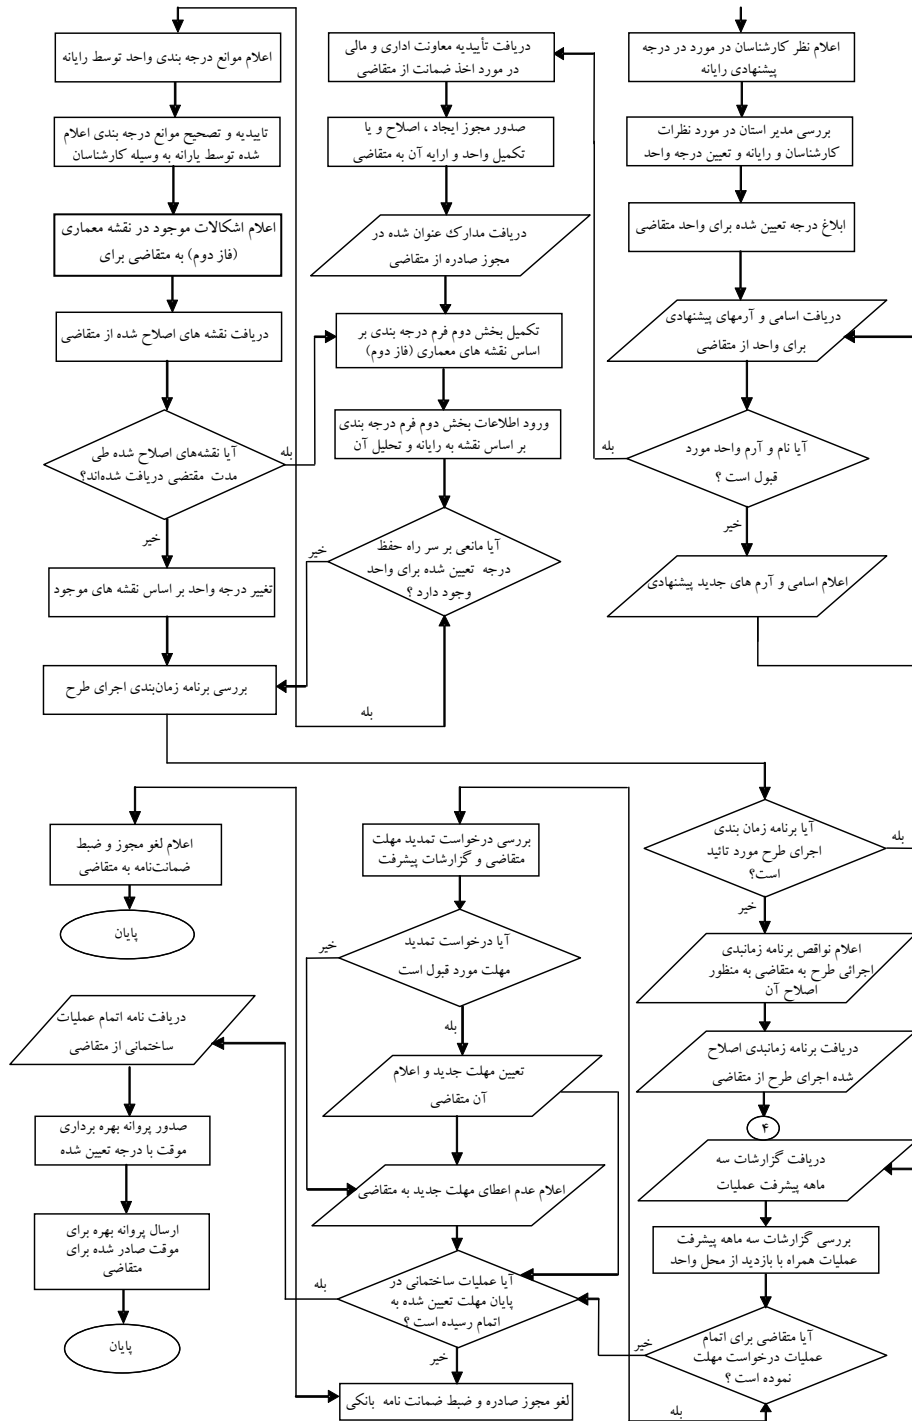 اعلام نظر کارشناسان در مورد در درجه
پیشنهادی رایانه
بررسی مدیر استان در مورد نظرات
کارشناسان و رایانه و تعیین درجه واحد
ابلاغ درجه تعیین شده برای واحد متقاضی
دریافت اسامی و آرمهای پیشنهادی
برای واحد از متقاضی
آیا نام و آرم واحد مورد
قبول است ؟
بله
خیر
اعلام اسامی و آرم های جدید پیشنهادی
دریافت تأییدیه معاونت اداری و مالی
در مورد اخذ ضمانت از متقاضی
صدور مجوز ایجاد ، اصلاح و یا
تکمیل واحد و ارایه آن به متقاضی
دریافت مدارک عنوان شده در
مجوز صادره از متقاضی
تکمیل بخش دوم فرم درجه بندی بر
اساس نقشه های معماری (فاز دوم)
ورود اطلاعات بخش دوم فرم درجه بندی
بر اساس نقشه به رایانه و تحلیل آن
آیا مانعی بر سر راه حفظ
درجه تعیین شده برای واحد
وجود دارد ؟
خیر
بله
اعلام موانع درجه بندی واحد توسط رایانه
تاییدیه و تصحیح موانع درجه بندی اعلام
شده توسط یارانه به وسیله کارشناسان
اعلام اشکالات موجود در نقشه معماری
(فاز دوم) به متقاضی برای
دریافت نقشه های اصلاح شده از متقاضی
آیا نقشه‌های اصلاح شده طی
مدت مقتضی دریافت شده‌اند؟
بله
خیر
تغییر درجه واحد بر اساس نقشه های موجود
بررسی برنامه زمان‌بندی اجرای طرح
آیا برنامه زمان بندی
اجرای طرح مورد تائید
است؟
بله
خیر
اعلام نواقص برنامه زمانبدی
اجرائی طرح به متقاضی به منظور
اصلاح آن
دریافت برنامه زمانبدی اصلاح
شده اجرای طرح از متقاضی
۴
دریافت گزارشات سه
ماهه پیشرفت عملیات
بررسی گزارشات سه ماهه پیشرفت
عملیات همراه با بازدید از محل واحد
آیا متقاضی برای اتمام
عملیات درخواست مهلت
نموده است ؟
خیر
بله
بررسی درخواست تمدید مهلت
متقاضی و گزارشات پیشرفت
آیا درخواست تمدید
مهلت مورد قبول است
خیر
بله
تعیین مهلت جدید و اعلام
آن متقاضی
اعلام عدم اعطای مهلت جدید به متقاضی
آیا عملیات ساختمانی در
پایان مهلت تعیین شده به
اتمام رسیده است ؟
بله
خیر
لغو مجوز صادره و ضبط ضمانت نامه بانکی
اعلام لغو مجوز و ضبط
ضمانت‌نامه به متقاضی
پایان
دریافت نامه اتمام عملیات
ساختمانی از متقاضی
صدور پروانه بهره برداری
موقت با درجه تعیین شده
ارسال پروانه بهره برای
موقت صادر شده برای
متقاضی
پایان